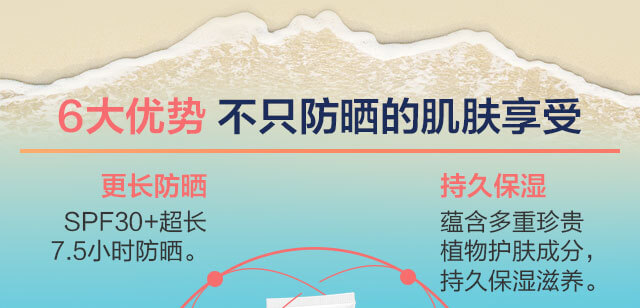 6大优势 不只防晒的肌肤享受
更长防晒
SPF30+超长
7.5小时防晒。
持久保湿
蕴含多重珍贵
植物护肤成分，
持久保湿滋养。